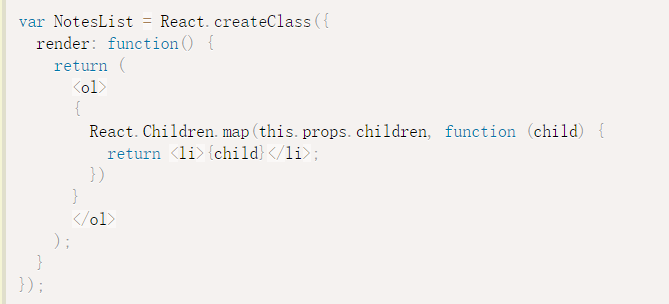 var NotesList = React.createClass({
  render: function() {
    return (
      <ol>
      {
        React.Children.map(this.props.children, function (child) {
          return <li>{child}</li>;
        })
      }
      </ol>
    );
  }
});